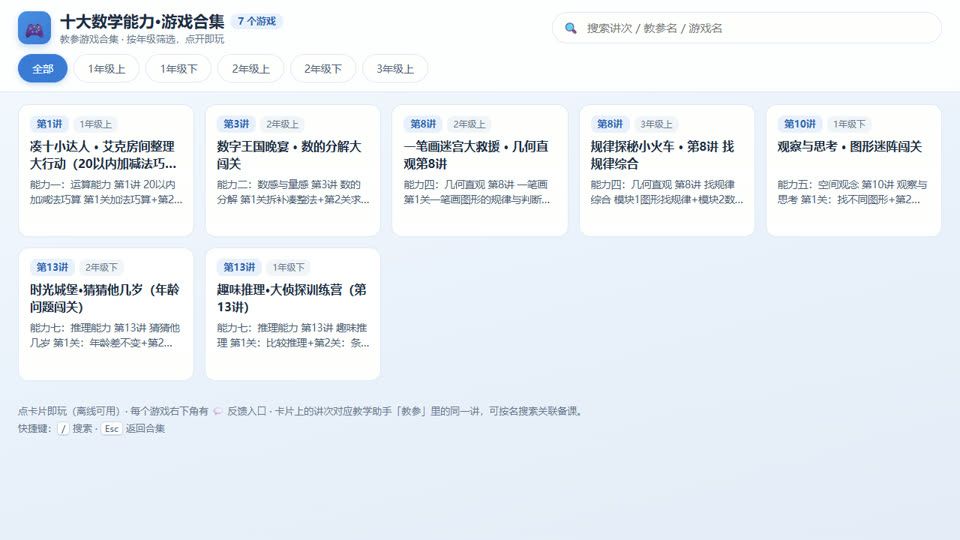 十大数学能力·游戏合集 7 个游戏
教参游戏合集 · 按年级筛选，点开即玩
搜索讲次 / 教参名 / 游戏名
全部 1年级上 1年级下 2年级上 2年级下 3年级上
第1讲 1年级上
凑十小达人 · 艾克房间整理
大行动（20以内加减法巧...
能力一：运算能力 第1讲 20以内
加减法巧算 第1关加法巧算+第2...
第3讲 2年级上
数字王国晚宴 · 数的分解大
闯关
能力二：数感与量感 第3讲 数的
分解 第1关拆补凑整法+第2关求...
第8讲 2年级上
一笔画迷宫大救援 · 几何直
观第8讲
能力四：几何直观 第8讲 一笔画
第1关一笔画图形的规律与判断...
第8讲 3年级上
规律探秘小火车 · 第8讲 找
规律综合
能力四：几何直观 第8讲 找规律
综合 模块1图形找规律+模块2数...
第10讲 1年级下
观察与思考 · 图形迷阵闯关
能力五：空间观念 第10讲 观察与
思考 第1关：找不同图形+第2...
第13讲 2年级下
时光城堡·猜猜他几岁（年龄
问题闯关）
能力七：推理能力 第13讲 猜猜他
几岁 第1关：年龄差不变+第2...
第13讲 1年级下
趣味推理·大侦探训练营（第
13讲）
能力七：推理能力 第13讲 趣味推
理 第1关：比较推理+第2关：条...
点卡片即玩（离线可用）· 每个游戏右下角有 反馈入口 · 卡片上的讲次对应教学助手「教参」里的同一讲，可按名搜索关联备课。
快捷键： / 搜索 · Esc 返回合集